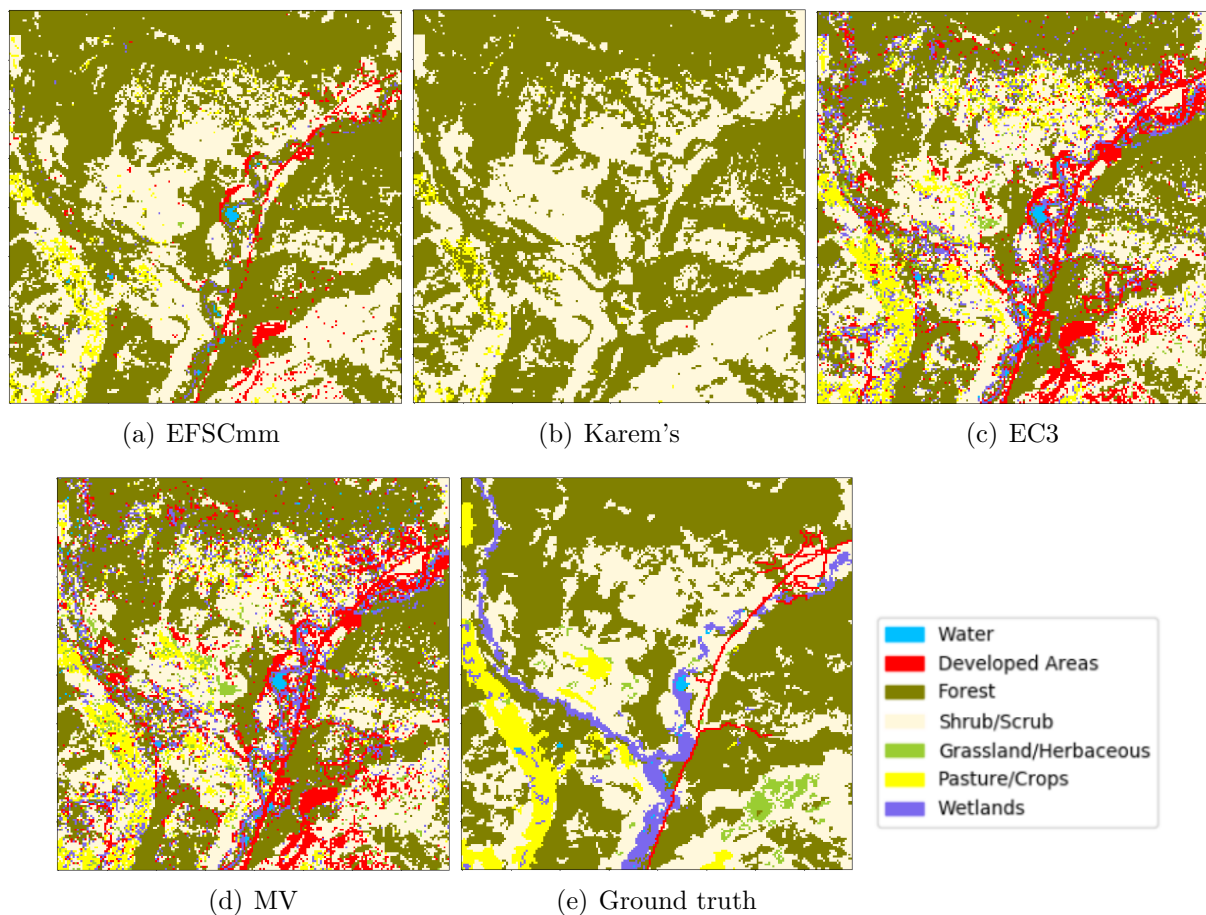 (a) EFSCmm
(b) Karem's
(c) EC3
(d) MV
(e) Ground truth
Water
Developed Areas
Forest
Shrub/Scrub
Grassland/Herbaceous
Pasture/Crops
Wetlands